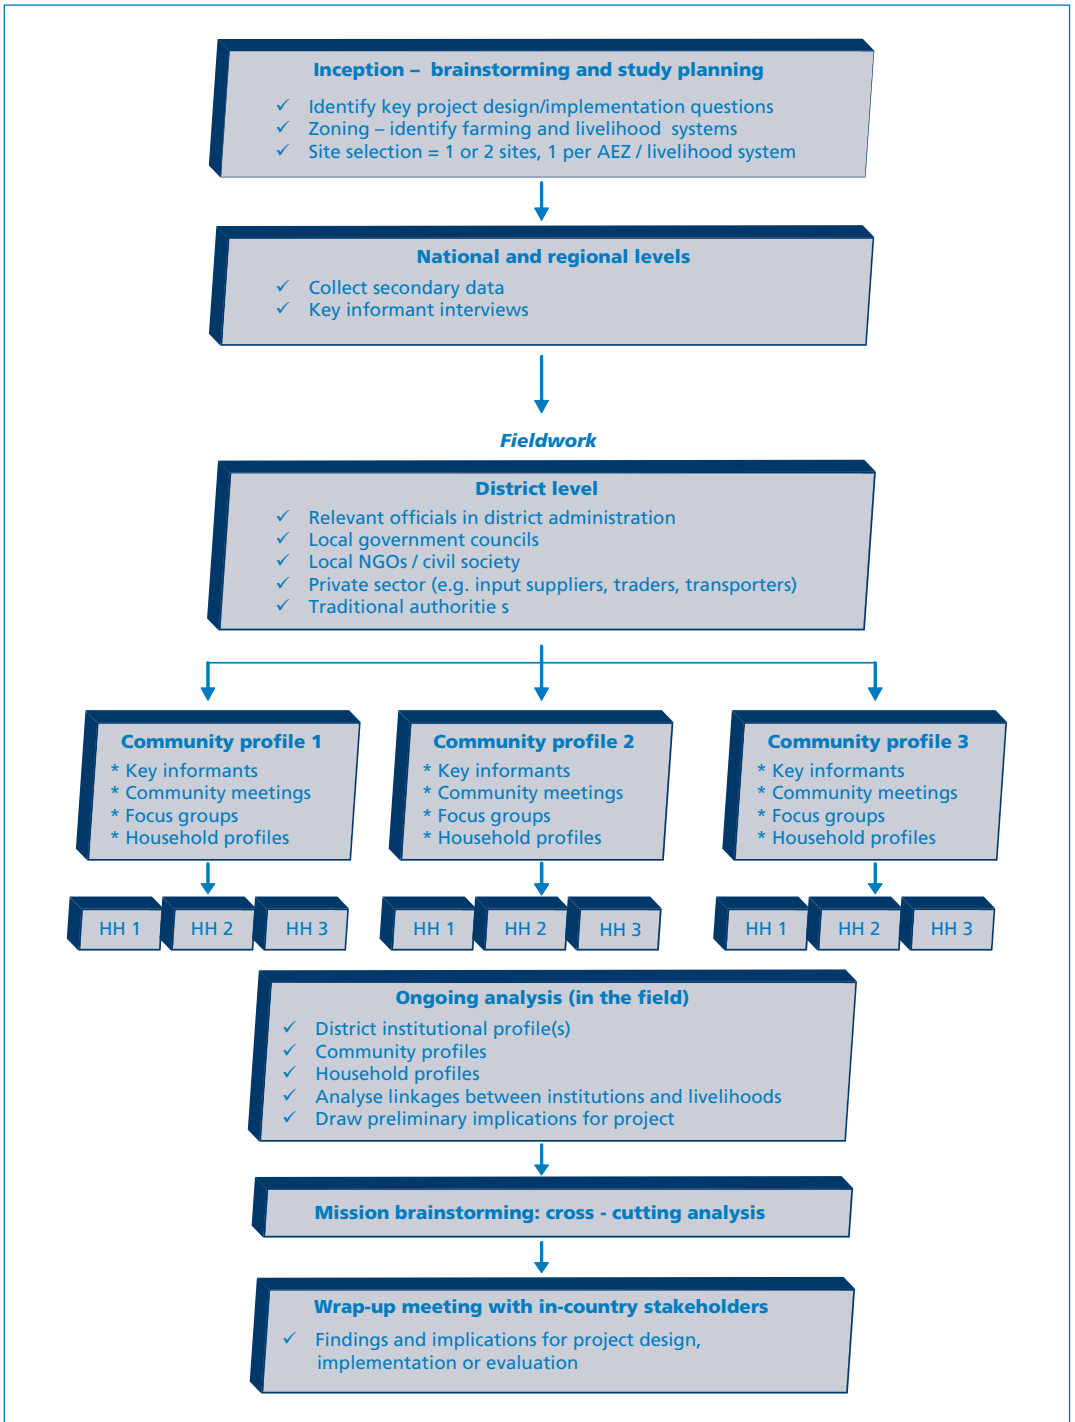 Inception – brainstorming and study planning
✓ Identify key project design/implementation questions
✓ Zoning – identify farming and livelihood systems
✓ Site selection = 1 or 2 sites, 1 per AEZ / livelihood system
National and regional levels
✓ Collect secondary data
✓ Key informant interviews
Fieldwork
District level
✓ Relevant officials in district administration
✓ Local government councils
✓ Local NGOs / civil society
✓ Private sector (e.g. input suppliers, traders, transporters)
✓ Traditional authoritie s
Community profile 1
* Key informants
* Community meetings
* Focus groups
* Household profiles
Community profile 2
* Key informants
* Community meetings
* Focus groups
* Household profiles
Community profile 3
* Key informants
* Community meetings
* Focus groups
* Household profiles
HH 1
HH 2
HH 3
HH 1
HH 2
HH 3
HH 1
HH 2
HH 3
Ongoing analysis (in the field)
✓ District institutional profile(s)
✓ Community profiles
✓ Household profiles
✓ Analyse linkages between institutions and livelihoods
✓ Draw preliminary implications for project
Mission brainstorming: cross - cutting analysis
Wrap-up meeting with in-country stakeholders
✓ Findings and implications for project design,
implementation or evaluation